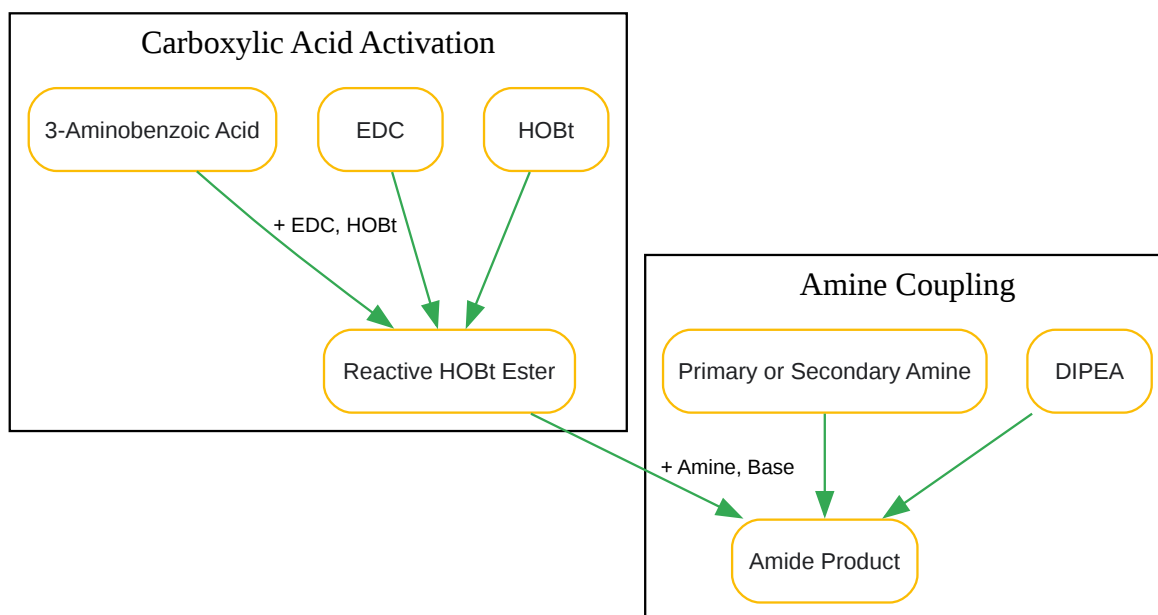 Carboxylic Acid Activation
3-Aminobenzoic Acid
EDC
HOBt
+ EDC, HOBt
Reactive HOBt Ester
Amine Coupling
Primary or Secondary Amine
DIPEA
+ Amine, Base
Amide Product